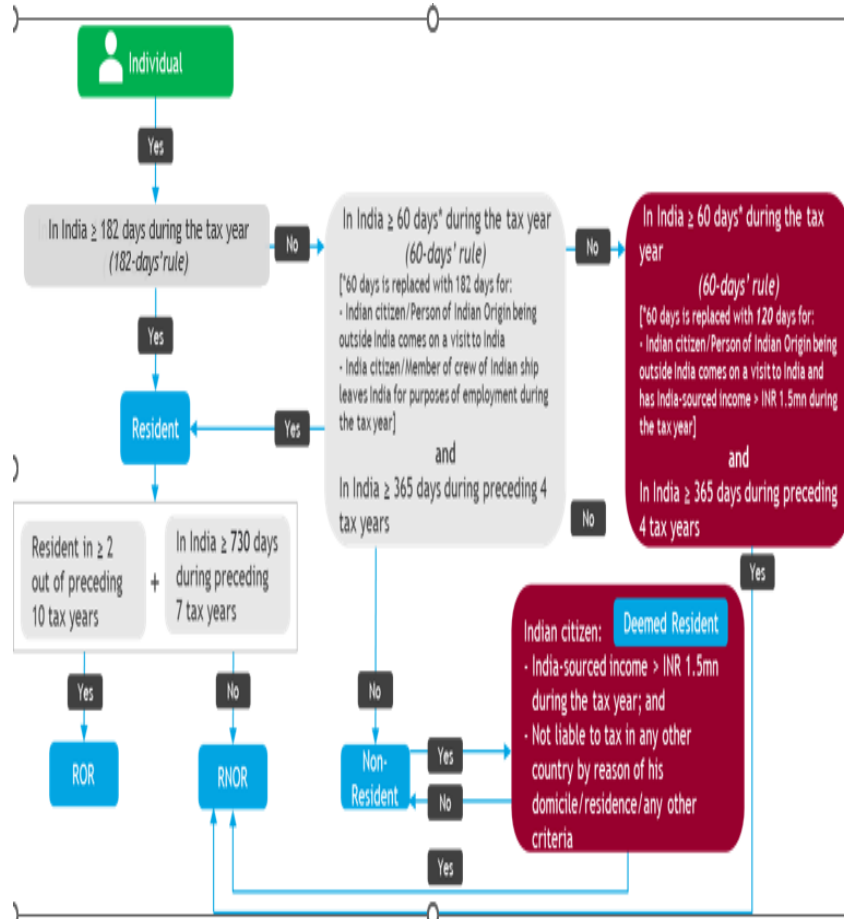 Individual
Yes
In India ≥ 182 days during the tax year
(182-days'rule)
No
In India ≥ 60 days* during the tax year
(60-days' rule)
[*60 days is replaced with 182 days for:
- Indian citizen/Person of Indian Origin being
outside India comes on a visit to India
- India citizen/Member of crew of Indian ship
leaves India for purposes of employment during
the tax year]
and
In India ≥ 365 days during preceding 4
tax years
No
In India ≥ 60 days* during the tax
year
(60-days' rule)
[*60 days is replaced with 120 days for:
- Indian citizen/Person of Indian Origin being
outside India comes on a visit to India and
has India-sourced income > INR 1.5mn during
the tax year]
and
In India ≥ 365 days during preceding
4 tax years
Yes
Resident
Yes
No
Yes
Resident in ≥ 2
out of preceding
10 tax years
+
In India ≥ 730 days
during preceding
7 tax years
Yes
No
No
ROR
RNOR
Non-
Resident
Yes
No
Indian citizen:
Deemed Resident
- India-sourced income > INR 1.5mn
during the tax year; and
- Not liable to tax in any other
country by reason of his
domicile/residence/any other
criteria
Yes